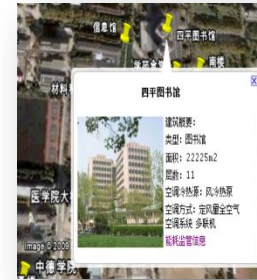 信息馆
四平图书馆
南楼
四平图书馆
建筑概要:
类型: 图书馆
面积: 22225m2
层数: 11
空调冷热源: 风冷热泵
空调方式: 定风量全空气
空调系统 多联机
能耗监管信息
医学院大
Image © 2009
中德学院